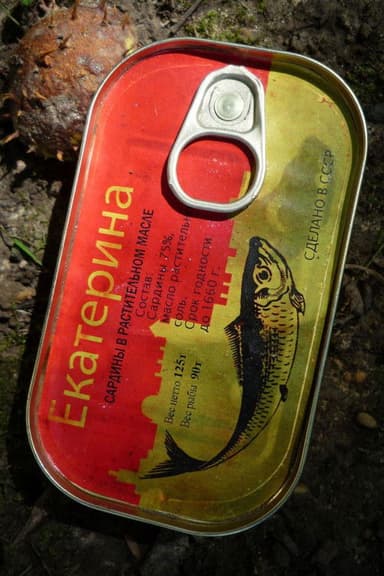 Екатерина
САРДИНЫ В РАСТИТЕЛЬНОМ МАСЛЕ
Состав:
Сардины 75%,
масло растительн
соль.
Срок годности
до 1660 г.
Вес нетто 125г
Вес рыбы 90г
СДЕЛАНО В СССР